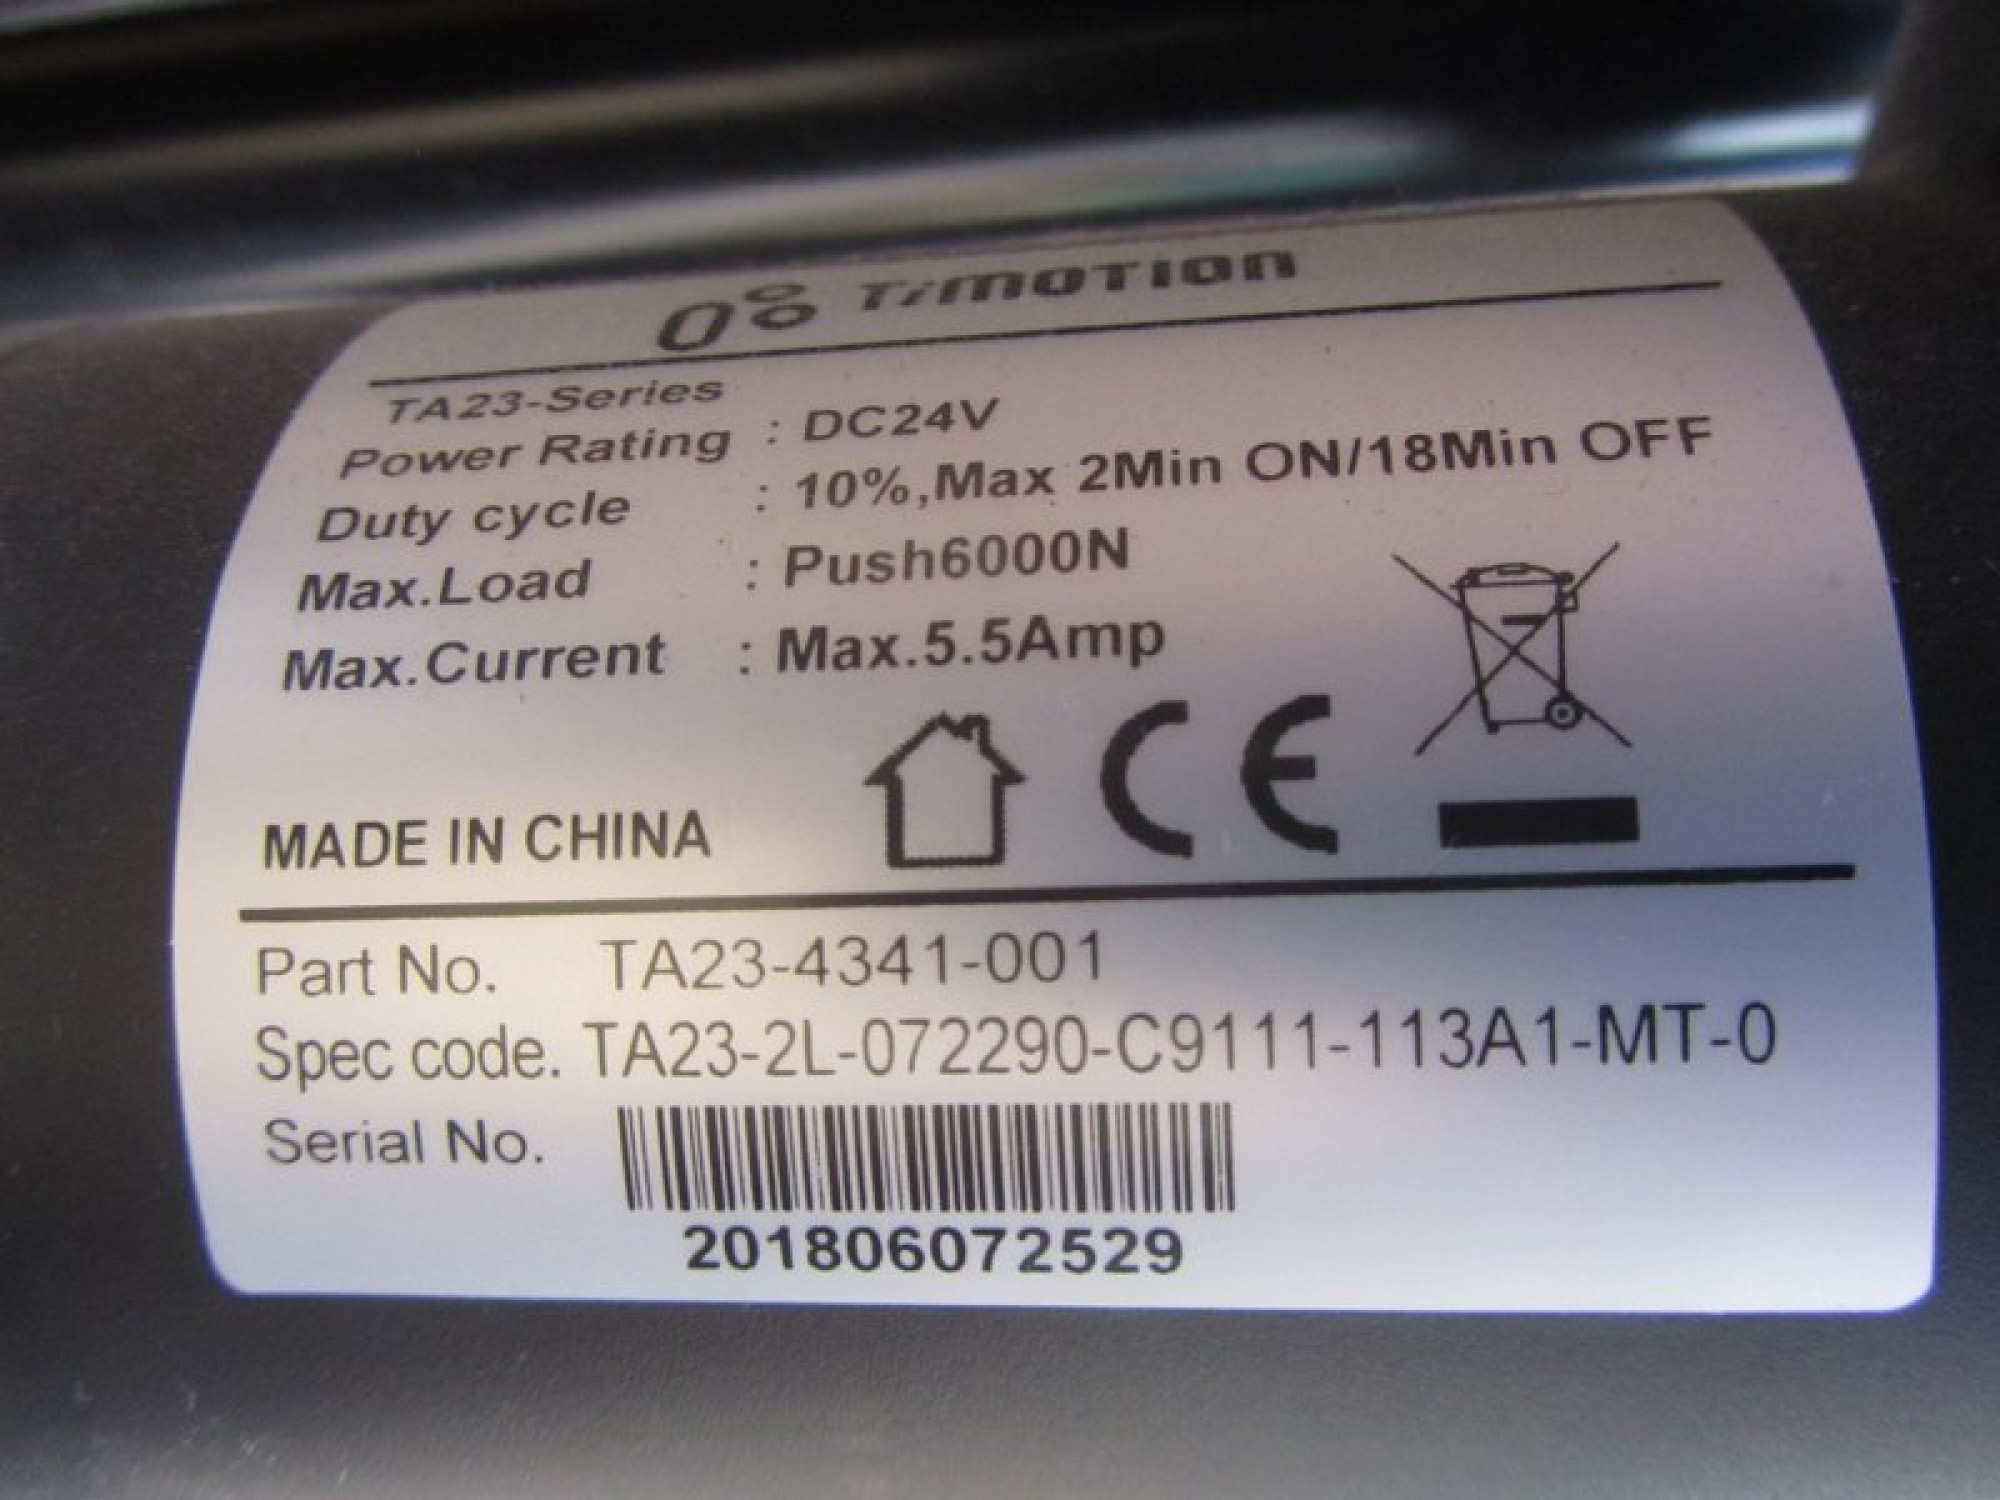 TiMOTION
TA23-Series
Power Rating : DC24V
Duty cycle : 10%,Max 2Min ON/18Min OFF
Max.Load : Push6000N
Max.Current : Max.5.5Amp
CE
MADE IN CHINA
Part No. TA23-4341-001
Spec code. TA23-2L-072290-C9111-113A1-MT-0
Serial No.
201806072529